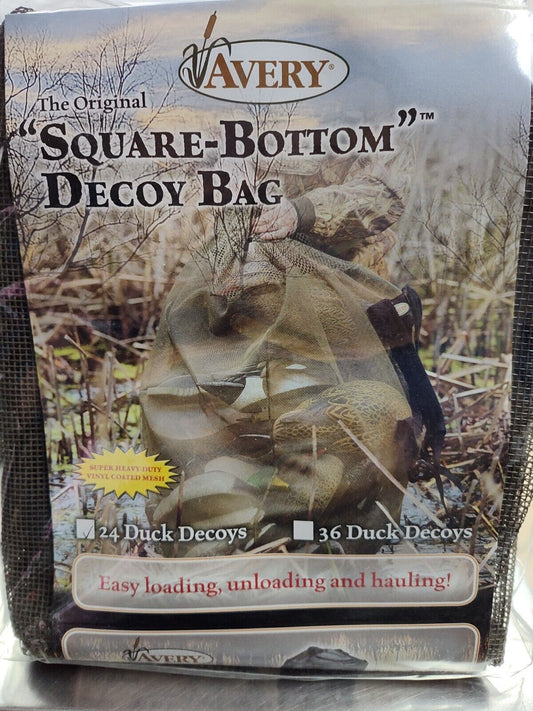 AVERY®
The Original
"SQUARE-BOTTOM"™
DECOY BAG
SUPER HEAVY-DUTY
VINYL COATED MESH
24 Duck Decoys
36 Duck Decoys
Easy loading, unloading and hauling!
AVERY